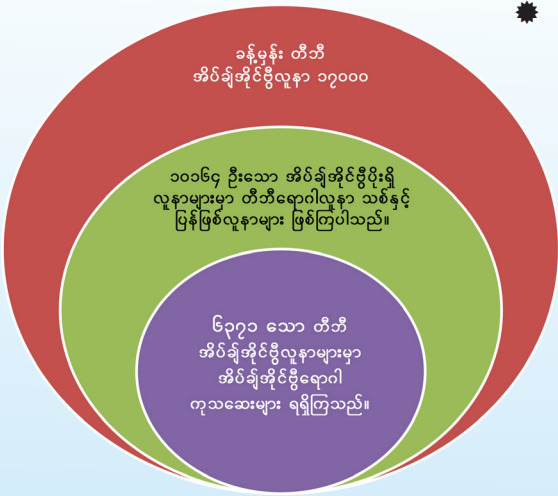 ခန့်မှန်း တီဘီ
အိပ်ချ်အိုင်ဗွီလူနာ ၁၇၀၀၀
၁၀၁၆၄ ဦးသော အိပ်ချ်အိုင်ဗွီပိုးရှိ
လူနာများမှာ တီဘီရောဂါလူနာ သစ်နှင့်
ပြန်ဖြစ်လူနာများ ဖြစ်ကြပါသည်။
၆၃၇၁ သော တီဘီ
အိပ်ချ်အိုင်ဗွီလူနာများမှာ
အိပ်ချ်အိုင်ဗွီရောဂါ
ကုသဆေးများ ရရှိကြသည်။